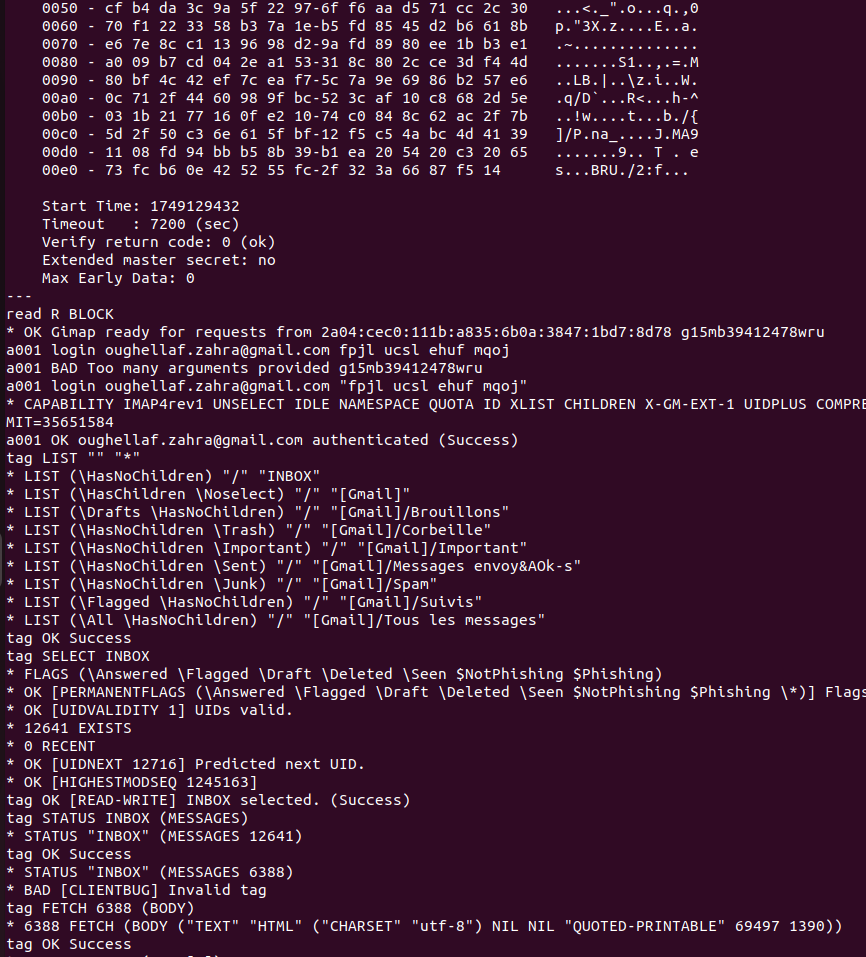 0050 - cf b4 da 3c 9a 5f 22 97-6f f6 aa d5 71 cc 2c 30   ...<._".o...q.,0
0060 - 70 f1 22 33 58 b3 7a 1e-b5 fd 85 45 d2 b6 61 8b   p."3X.z....E..a.
0070 - e6 7e 8c c1 13 96 98 d2-9a fd 89 80 ee 1b b3 e1   .~..............
0080 - a0 09 b7 cd 04 2e a1 53-31 8c 80 2c ce 3d f4 4d   .......S1..,.=.M
0090 - 80 bf 4c 42 ef 7c ea f7-5c 7a 9e 69 86 b2 57 e6   ..LB.|..\z.i..W.
00a0 - 0c 71 2f 44 60 98 9f bc-52 3c af 10 c8 68 2d 5e   .q/D`...R<...h-^
00b0 - 03 1b 21 77 16 0f e2 10-74 c0 84 8c 62 ac 2f 7b   ..!w....t...b./{
00c0 - 5d 2f 50 c3 6e 61 5f bf-12 f5 c5 4a bc 4d 41 39   ]/P.na_....J.MA9
00d0 - 11 08 fd 94 bb b5 8b 39-b1 ea 20 54 20 c3 20 65   .......9.. T . e
00e0 - 73 fc b6 0e 42 52 55 fc-2f 32 3a 66 87 f5 14      s...BRU./2:f...
Start Time: 1749129432
Timeout   : 7200 (sec)
Verify return code: 0 (ok)
Extended master secret: no
Max Early Data: 0
---
read R BLOCK
* OK Gimap ready for requests from 2a04:cec0:111b:a835:6b0a:3847:1bd7:8d78 g15mb39412478wru
a001 login oughellaf.zahra@gmail.com fpjl ucsl ehuf mqoj
a001 BAD Too many arguments provided g15mb39412478wru
a001 login oughellaf.zahra@gmail.com "fpjl ucsl ehuf mqoj"
* CAPABILITY IMAP4rev1 UNSELECT IDLE NAMESPACE QUOTA ID XLIST CHILDREN X-GM-EXT-1 UIDPLUS COMPRE
MIT=35651584
a001 OK oughellaf.zahra@gmail.com authenticated (Success)
tag LIST "" "*"
* LIST (\HasNoChildren) "/" "INBOX"
* LIST (\HasChildren \Noselect) "/" "[Gmail]"
* LIST (\Drafts \HasNoChildren) "/" "[Gmail]/Brouillons"
* LIST (\HasNoChildren \Trash) "/" "[Gmail]/Corbeille"
* LIST (\HasNoChildren \Important) "/" "[Gmail]/Important"
* LIST (\HasNoChildren \Sent) "/" "[Gmail]/Messages envoy&AOk-s"
* LIST (\HasNoChildren \Junk) "/" "[Gmail]/Spam"
* LIST (\Flagged \HasNoChildren) "/" "[Gmail]/Suivis"
* LIST (\All \HasNoChildren) "/" "[Gmail]/Tous les messages"
tag OK Success
tag SELECT INBOX
* FLAGS (\Answered \Flagged \Draft \Deleted \Seen $NotPhishing $Phishing)
* OK [PERMANENTFLAGS (\Answered \Flagged \Draft \Deleted \Seen $NotPhishing $Phishing \*)] Flags
* OK [UIDVALIDITY 1] UIDs valid.
* 12641 EXISTS
* 0 RECENT
* OK [UIDNEXT 12716] Predicted next UID.
* OK [HIGHESTMODSEQ 1245163]
tag OK [READ-WRITE] INBOX selected. (Success)
tag STATUS INBOX (MESSAGES)
* STATUS "INBOX" (MESSAGES 12641)
tag OK Success
* STATUS "INBOX" (MESSAGES 6388)
* BAD [CLIENTBUG] Invalid tag
tag FETCH 6388 (BODY)
* 6388 FETCH (BODY ("TEXT" "HTML" ("CHARSET" "utf-8") NIL NIL "QUOTED-PRINTABLE" 69497 1390))
tag OK Success